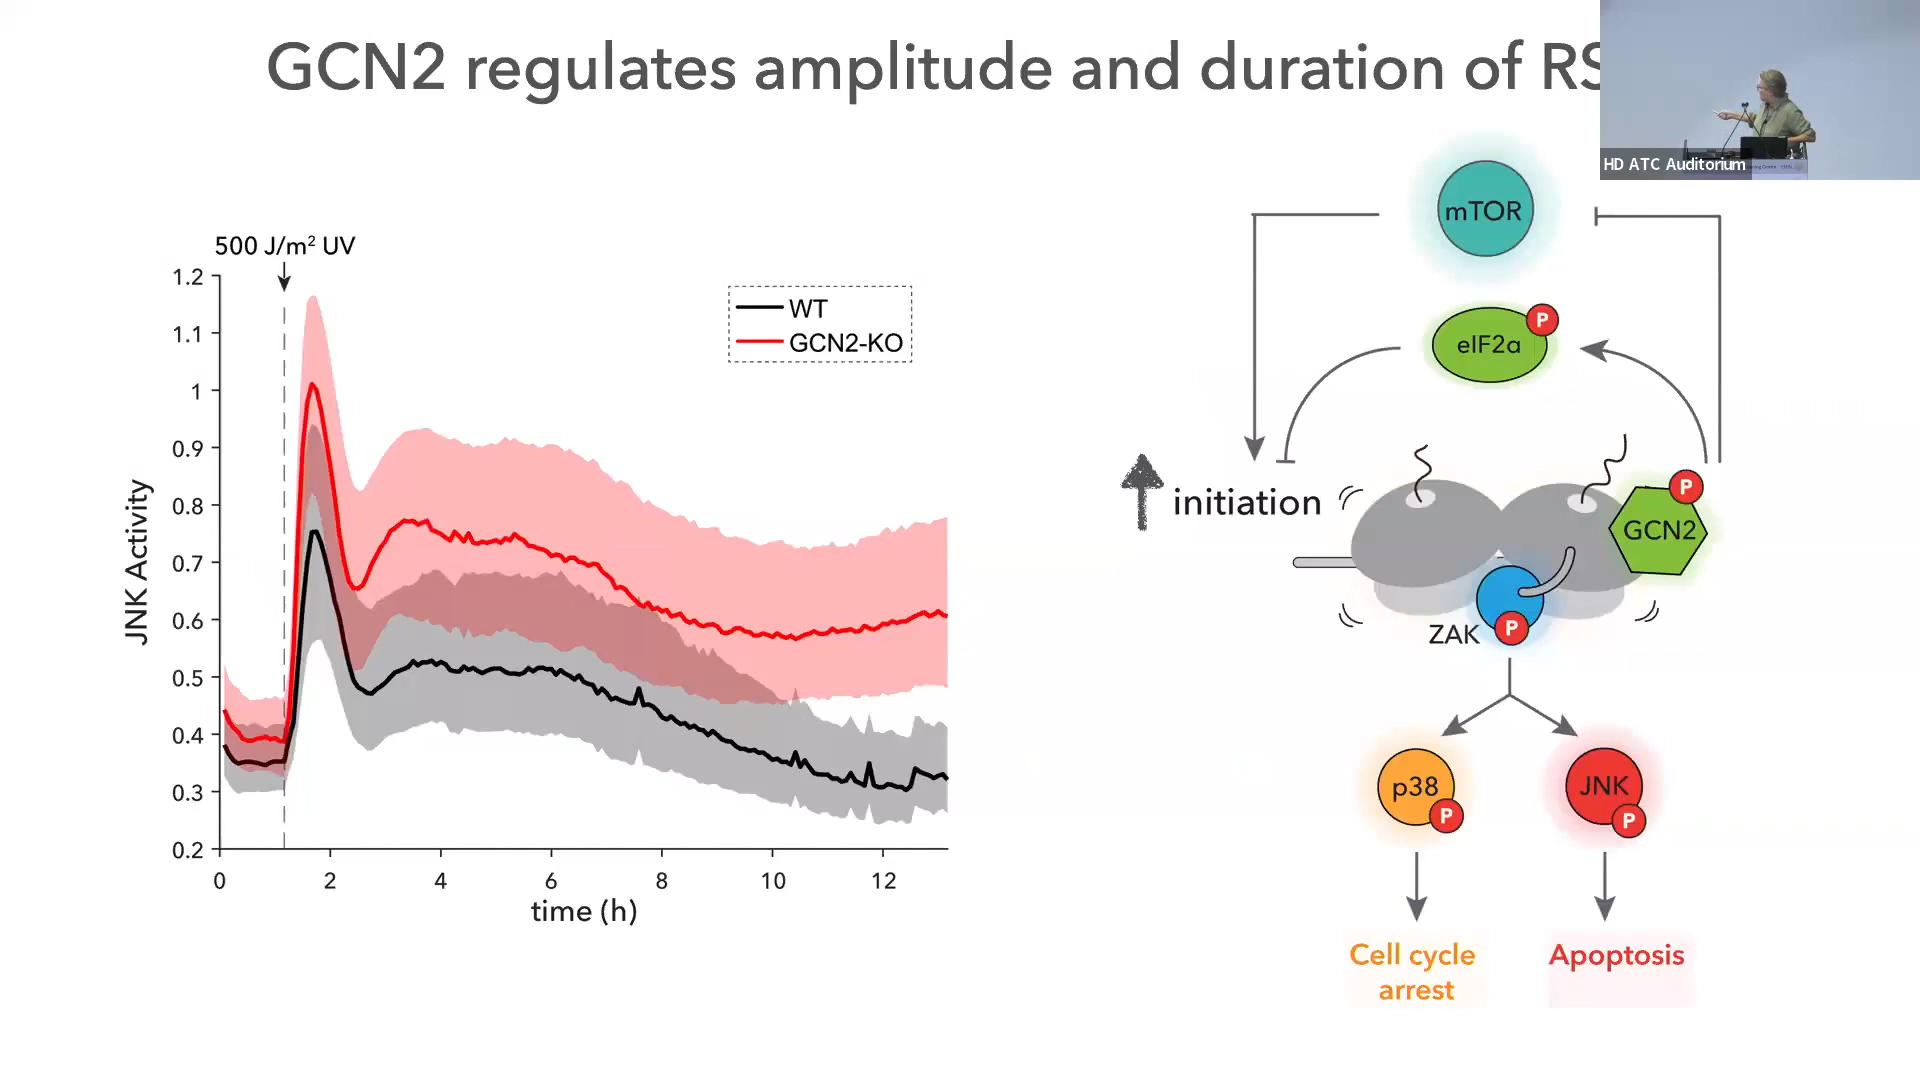 GCN2 regulates amplitude and duration of RS
HD ATC Auditorium
500 J/m² UV
1.2
1.1
1
0.9
0.8
0.7
0.6
0.5
0.4
0.3
0.2
JNK Activity
0 2 4 6 8 10 12
time (h)
WT
GCN2-KO
mTOR
eIF2a
P
initiation
P
GCN2
ZAK
P
p38
P
JNK
P
Cell cycle
arrest
Apoptosis